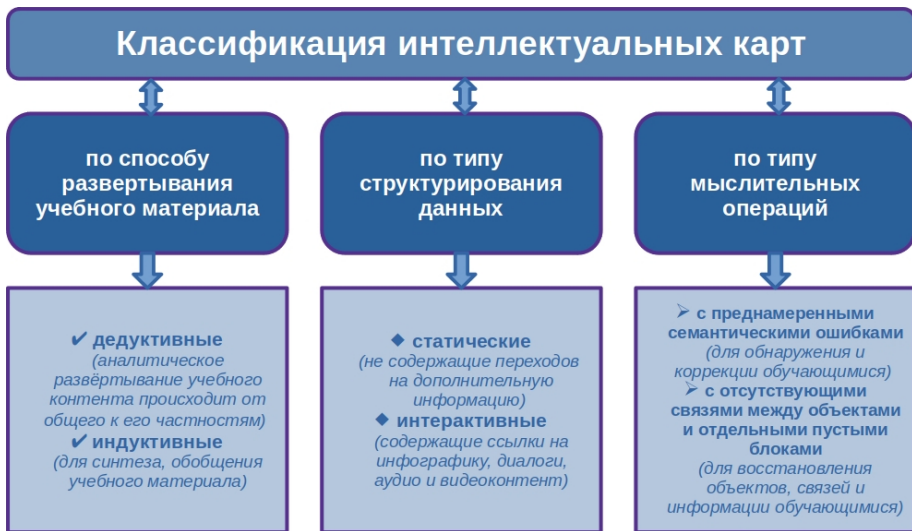 Классификация интеллектуальных карт
по способу
развертывания
учебного материала
по типу
структурирования
данных
по типу
мыслительных
операций
✔ дедуктивные
(аналитическое
развёртывание учебного
контента происходит от
общего к его частностям)
✔ индуктивные
(для синтеза, обобщения
учебного материала)
◆ статические
(не содержащие переходов
на дополнительную
информацию)
◆ интерактивные
(содержащие ссылки на
инфографику, диалоги,
аудио и видеоконтент)
➢ с преднамеренными
семантическими ошибками
(для обнаружения и
коррекции обучающимися)
➢ с отсутствующими
связями между объектами
и отдельными пустыми
блоками
(для восстановления
объектов, связей и
информации обучающимися)